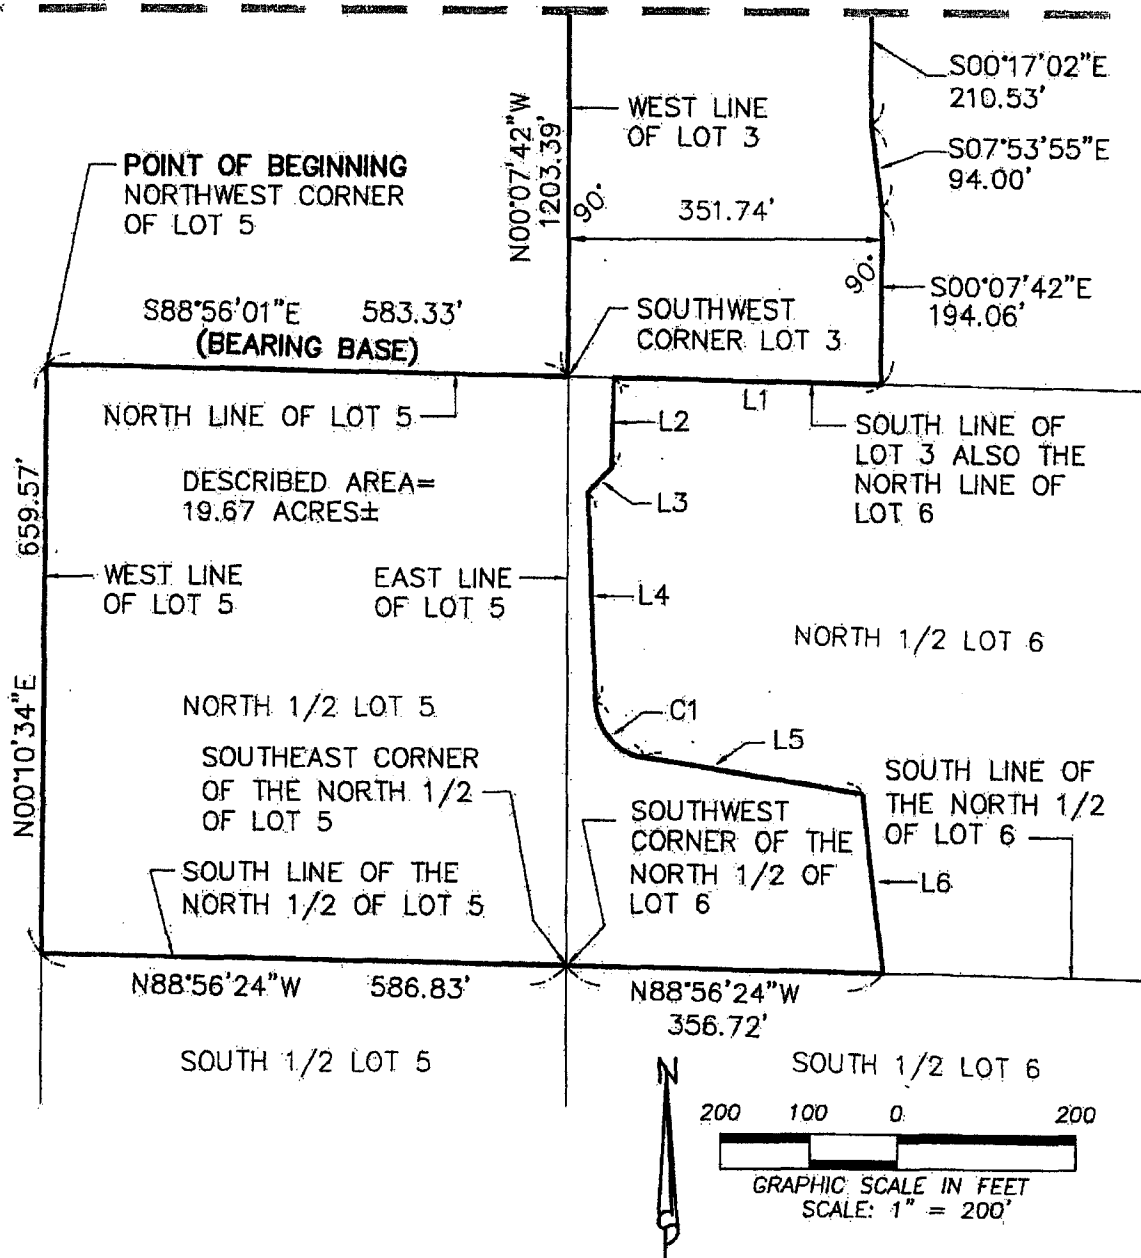 S00°17'02"E
210.53'
WEST LINE
OF LOT 3
N00°07'42"W
1203.39'
S07°53'55"E
94.00'
POINT OF BEGINNING
NORTHWEST CORNER
OF LOT 5
90°
351.74'
90°
S00°07'42"E
194.06'
S88°56'01"E 583.33'
(BEARING BASE)
SOUTHWEST
CORNER LOT 3
NORTH LINE OF LOT 5
L1
L2
SOUTH LINE OF
LOT 3 ALSO THE
NORTH LINE OF
LOT 6
659.57'
DESCRIBED AREA=
19.67 ACRES±
L3
WEST LINE
OF LOT 5
EAST LINE
OF LOT 5
L4
NORTH 1/2 LOT 6
N00°10'34"E
NORTH 1/2 LOT 5
C1
L5
SOUTHEAST CORNER
OF THE NORTH 1/2
OF LOT 5
SOUTH LINE OF
THE NORTH 1/2
OF LOT 6
SOUTHWEST
CORNER OF THE
NORTH 1/2 OF
LOT 6
SOUTH LINE OF THE
NORTH 1/2 OF LOT 5
L6
N88°56'24"W 586.83'
N88°56'24"W
356.72'
SOUTH 1/2 LOT 5
SOUTH 1/2 LOT 6
N
200 100 0 200
GRAPHIC SCALE IN FEET
SCALE: 1" = 200'